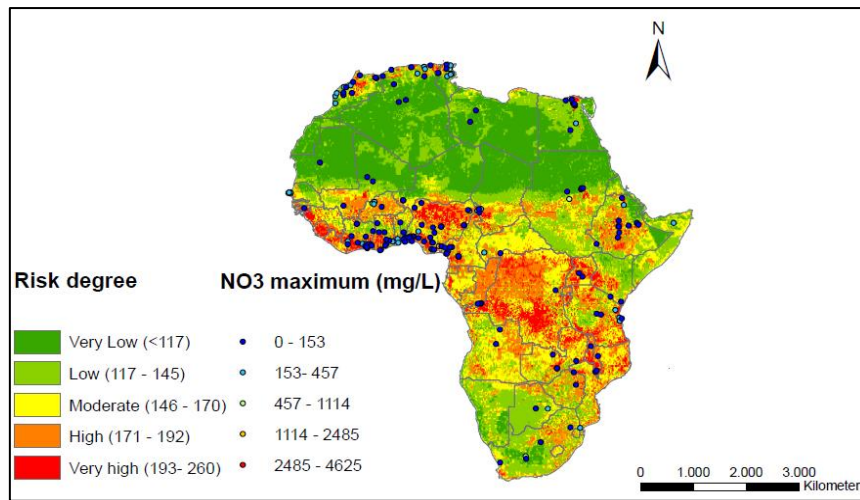 N
Risk degree
NO3 maximum (mg/L)
Very Low (<117)
0 - 153
Low (117 - 145)
153- 457
Moderate (146 - 170)
457 - 1114
High (171 - 192)
1114 - 2485
Very high (193- 260)
2485 - 4625
0 1.000 2.000 3.000
Kilometer